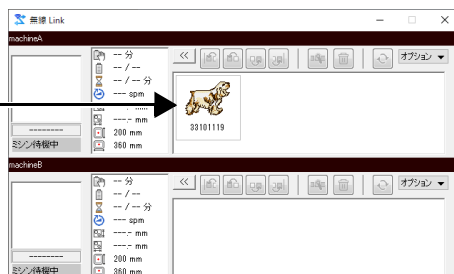 無線 Link
machineA
-- 分
-- / --
-- / -- 分
--- spm
---.- mm
200 mm
360 mm
--------
ミシン待機中
<<
オプション
33101119
machineB
-- 分
-- / --
-- / -- 分
--- spm
---.- mm
---.- mm
200 mm
360 mm
--------
ミシン待機中
<<
オプション